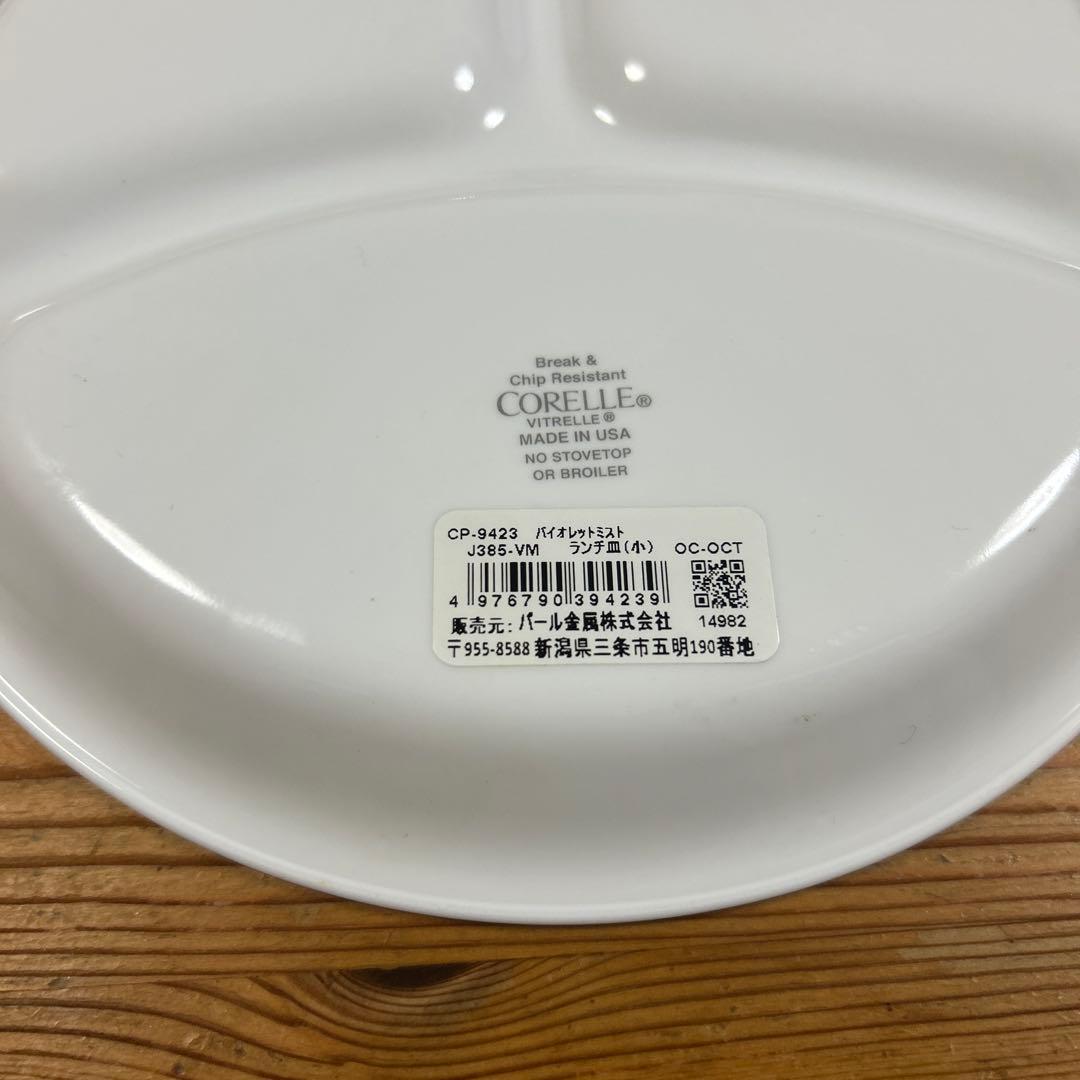 Break &
Chip Resistant
CORELLE®
VITRELLE®
MADE IN USA
NO STOVETOP
OR BROILER
CP-9423 バイオレットミスト
J385-VM ランチ皿(小) OC-OCT
4 976790 394239
販売元: パール金属株式会社 14982
〒955-8588 新潟県三条市五明190番地